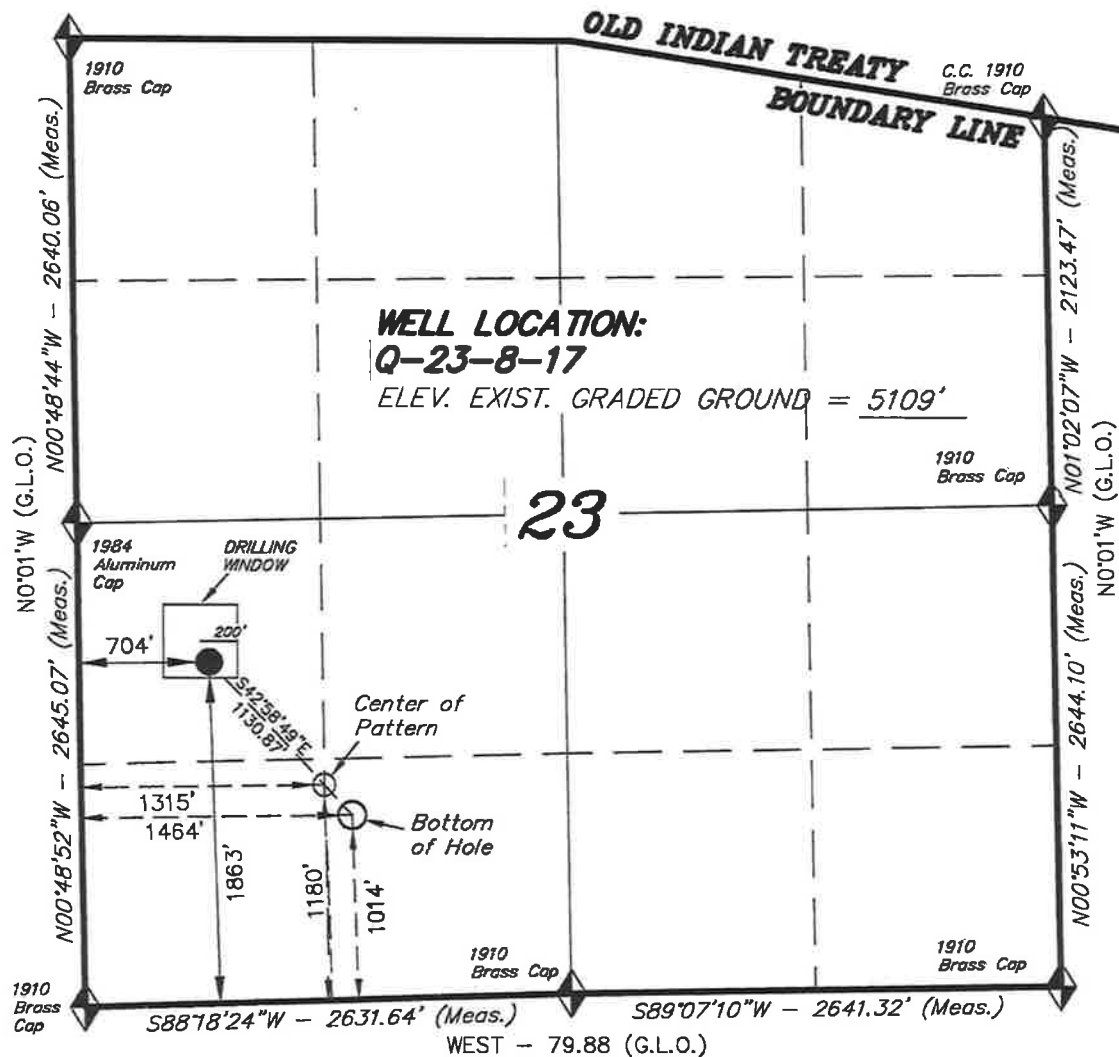 OLD INDIAN TREATY
BOUNDARY LINE
1910
Brass Cap
C.C. 1910
Brass Cap
N00°48'44"W - 2640.06' (Meas.)
N01°02'07"W - 2123.47' (Meas.)
WELL LOCATION:
Q-23-8-17
ELEV. EXIST. GRADED GROUND = 5109'
N0°01'W (G.L.O.)
N0°01'W (G.L.O.)
1910
Brass Cap
23
1984
Aluminum
Cap
DRILLING
WINDOW
200'
704'
S42°58'49"E
1130.87'
Center of
Pattern
1315'
1464'
Bottom
of Hole
1863'
1180'
1014'
N00°48'52"W - 2645.07' (Meas.)
N00°53'11"W - 2644.10' (Meas.)
1910
Brass
Cap
1910
Brass Cap
1910
Brass Cap
S88°18'24"W - 2631.64' (Meas.)
S89°07'10"W - 2641.32' (Meas.)
WEST - 79.88 (G.L.O.)